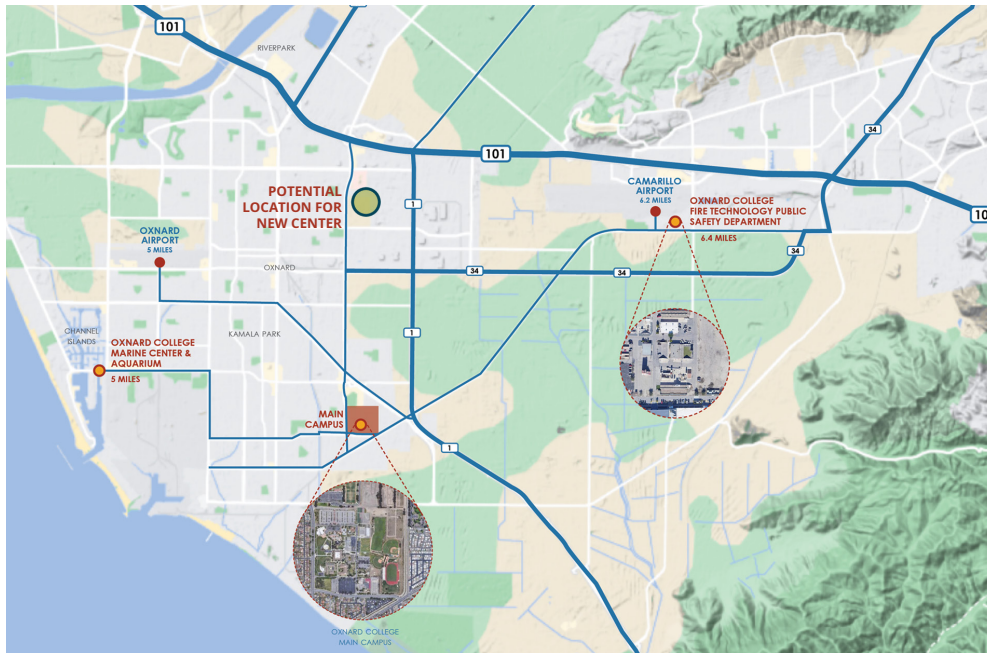 101
RIVERPARK
101
34
CAMARILLO
AIRPORT
6.2 MILES
POTENTIAL
LOCATION FOR
NEW CENTER
1
OXNARD COLLEGE
FIRE TECHNOLOGY PUBLIC
SAFETY DEPARTMENT
6.4 MILES
10
OXNARD
AIRPORT
5 MILES
34
OXNARD
34
34
CHANNEL
ISLANDS
KAMALA PARK
1
OXNARD COLLEGE
MARINE CENTER &
AQUARIUM
5 MILES
MAIN
CAMPUS
1
OXNARD COLLEGE
MAIN CAMPUS